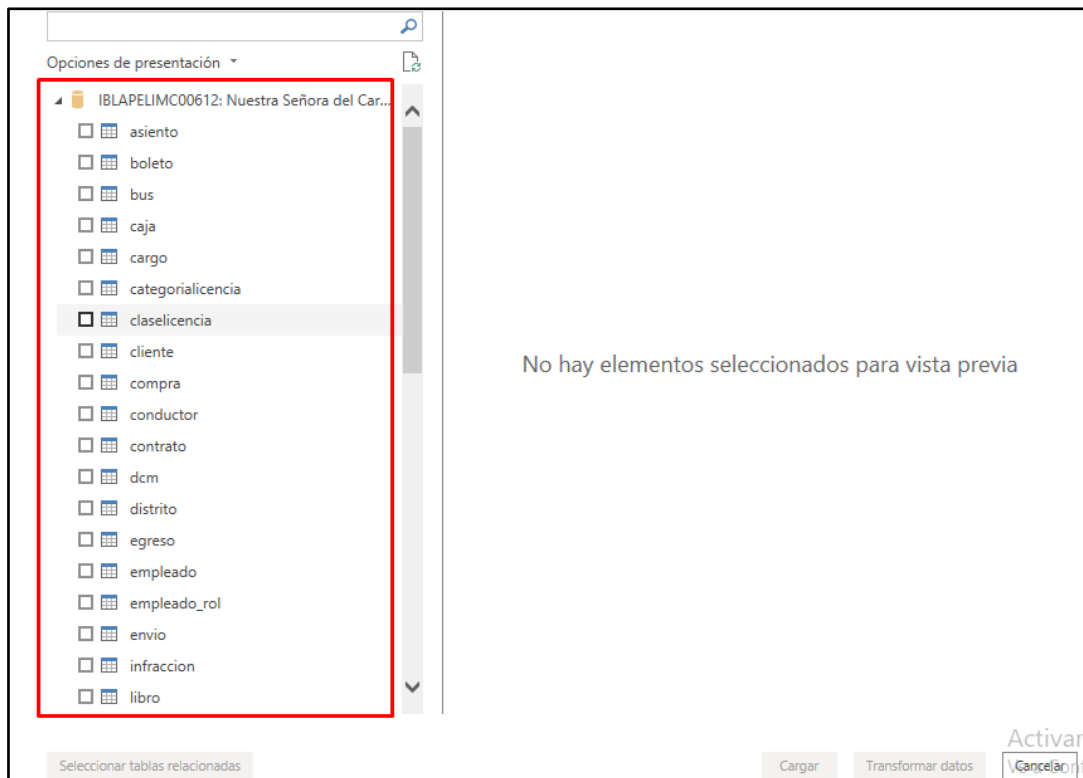 Opciones de presentación
IBLAPELIMC00612: Nuestra Señora del Car...
asiento
boleto
bus
caja
cargo
categorialicencia
claselicencia
cliente
compra
conductor
contrato
dcm
distrito
egreso
empleado
empleado_rol
envio
infraccion
libro
No hay elementos seleccionados para vista previa
Activar
Seleccionar tablas relacionadas
Cargar
Transformar datos
Cancelar